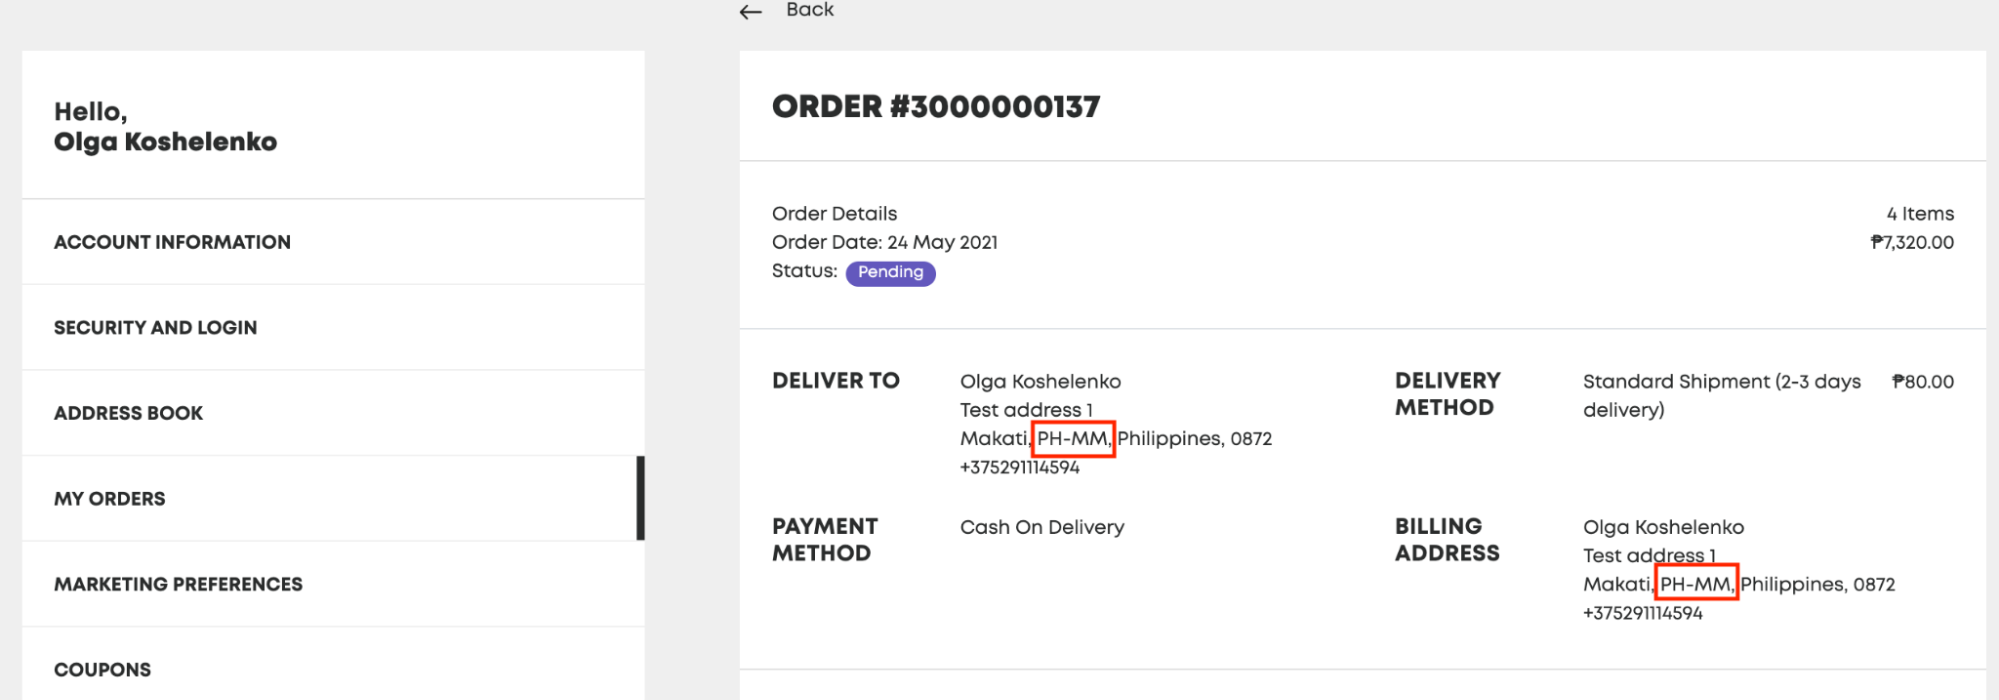 Back
Hello,
Olga Koshelenko
ACCOUNT INFORMATION
SECURITY AND LOGIN
ADDRESS BOOK
MY ORDERS
MARKETING PREFERENCES
COUPONS
ORDER #3000000137
Order Details
4 Items
Order Date: 24 May 2021
₱7,320.00
Status: Pending
DELIVER TO
Olga Koshelenko
Test address 1
Makati, PH-MM, Philippines, 0872
+375291114594
DELIVERY
METHOD
Standard Shipment (2-3 days
delivery)
₱80.00
PAYMENT
METHOD
Cash On Delivery
BILLING
ADDRESS
Olga Koshelenko
Test address 1
Makati, PH-MM, Philippines, 0872
+375291114594